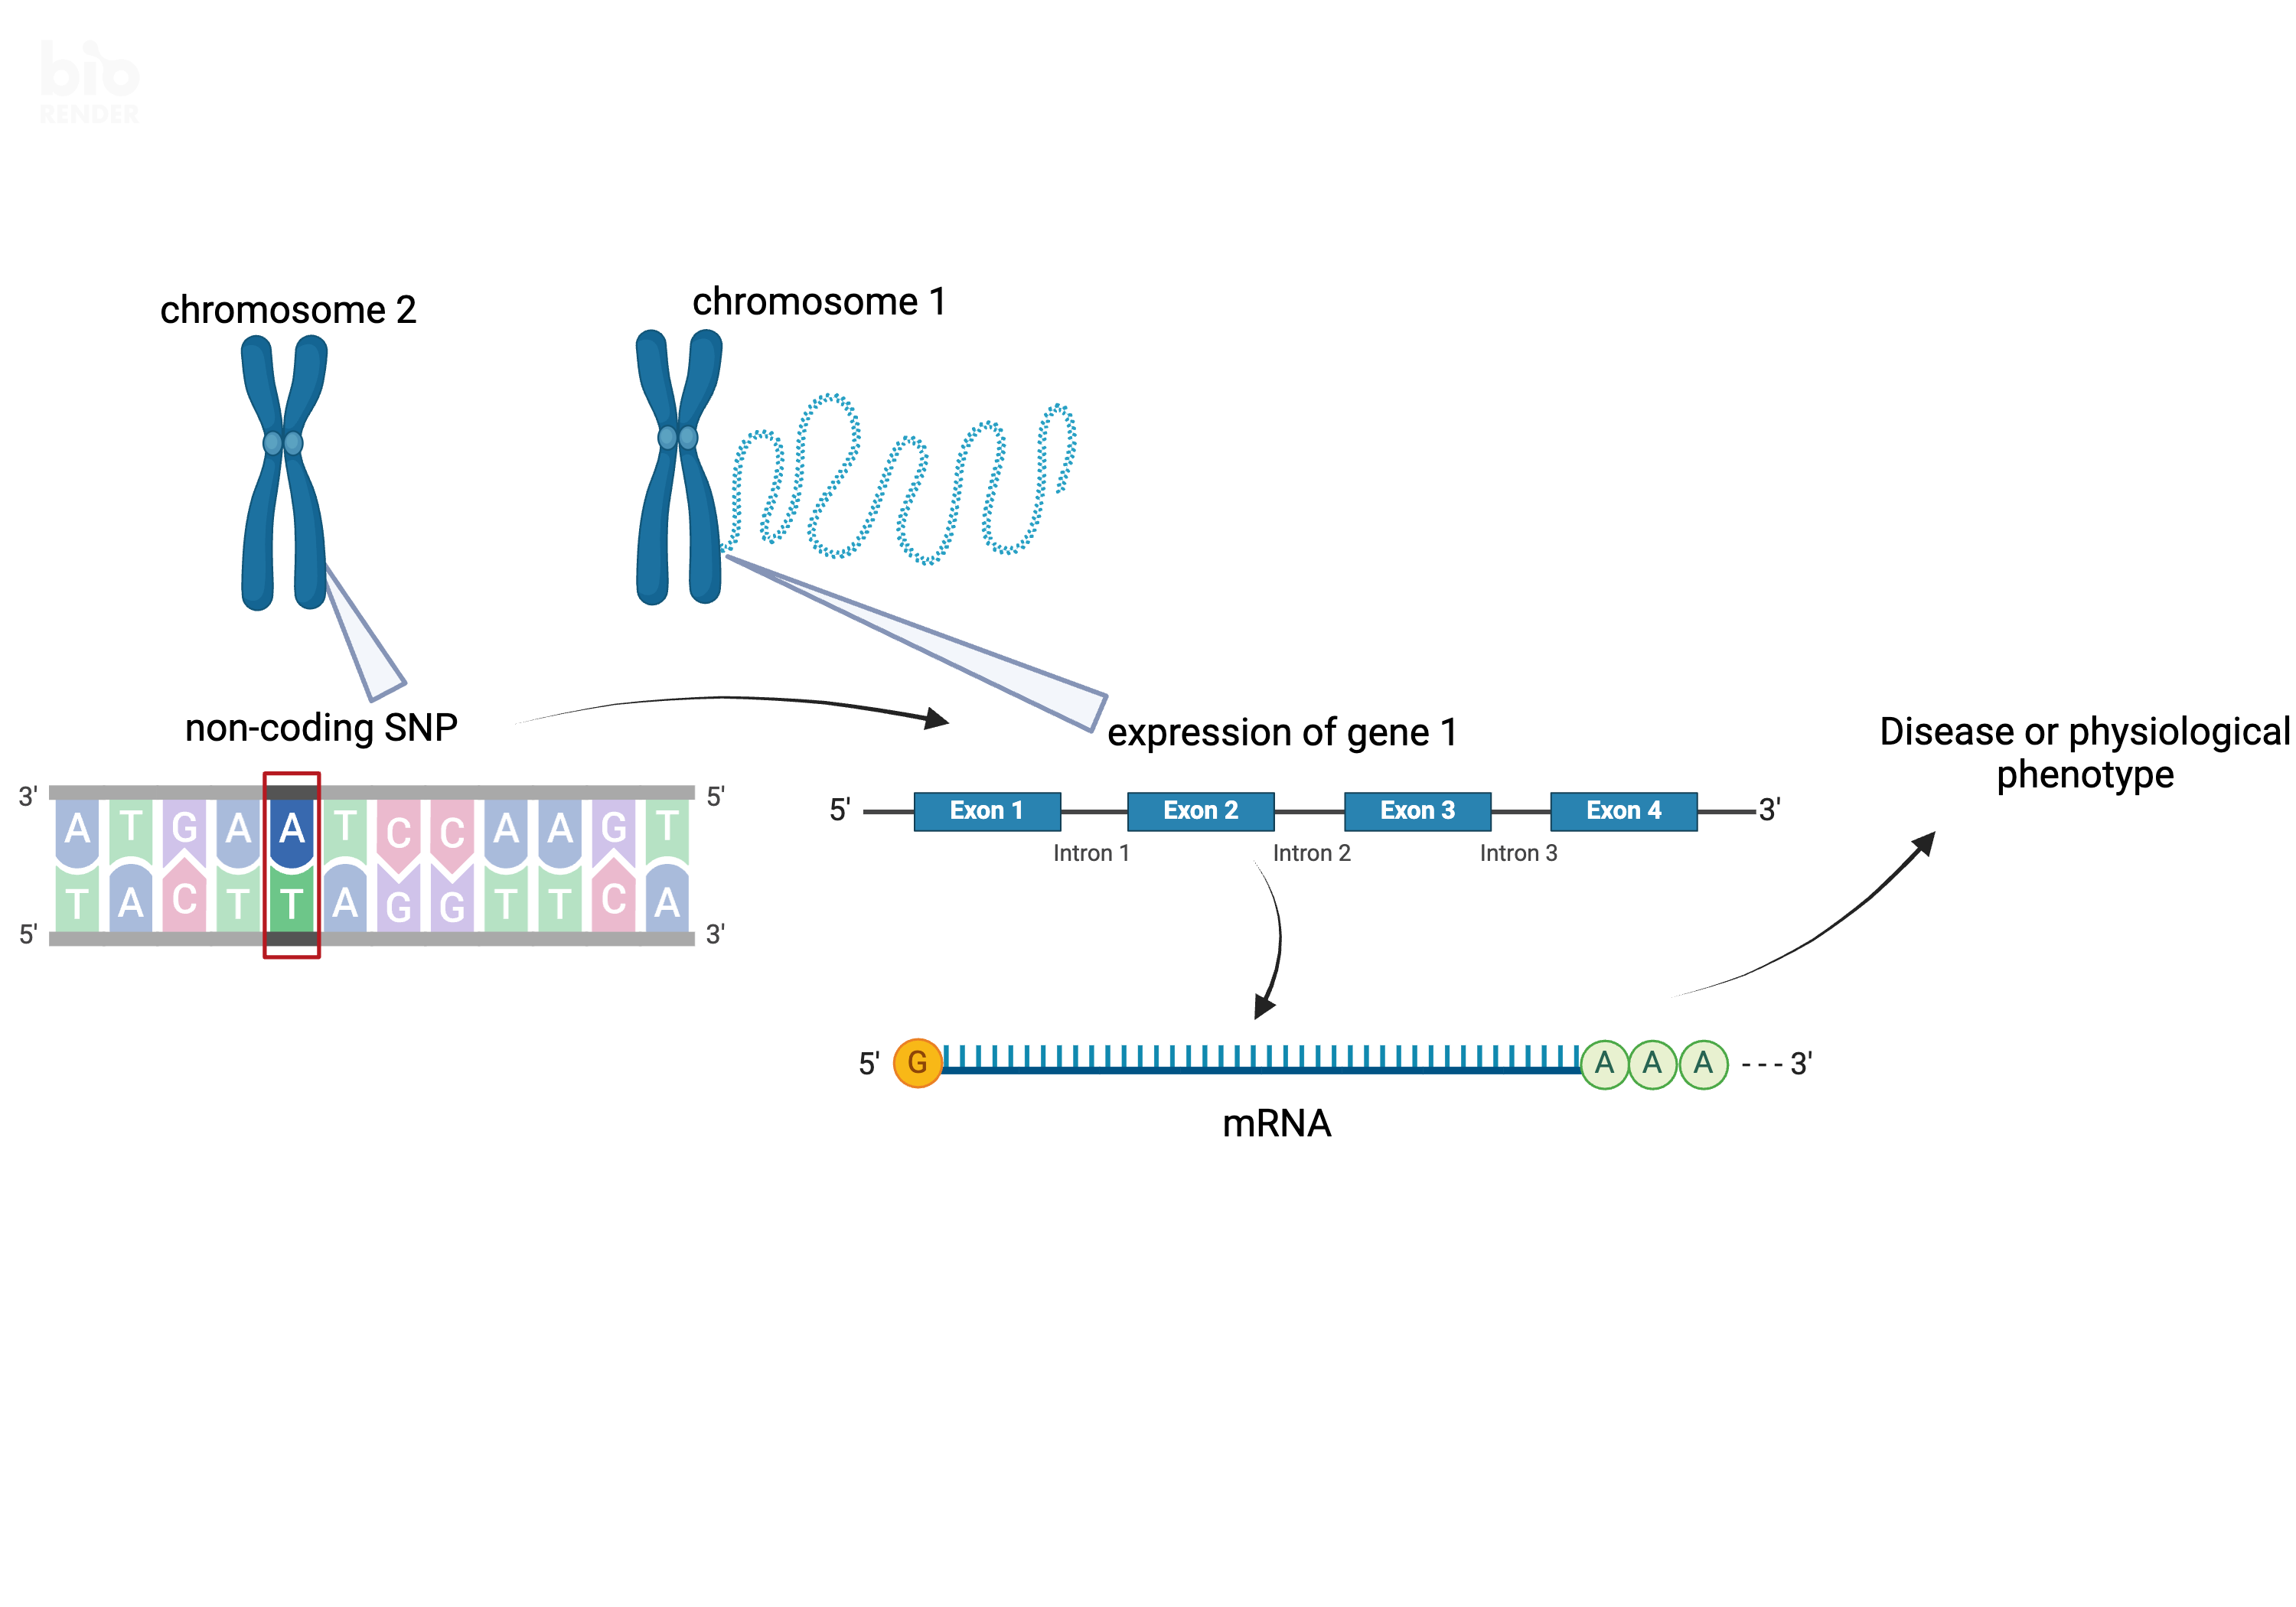 bio
RENDER
chromosome 2
chromosome 1
non-coding SNP
expression of gene 1
Disease or physiological
phenotype
3' 5'
A T G A A T C C A A G T
T A C T T A G G T T C A
5' 3'
5' Exon 1 Exon 2 Exon 3 Exon 4 3'
Intron 1 Intron 2 Intron 3
5' G A A A - - - 3'
mRNA